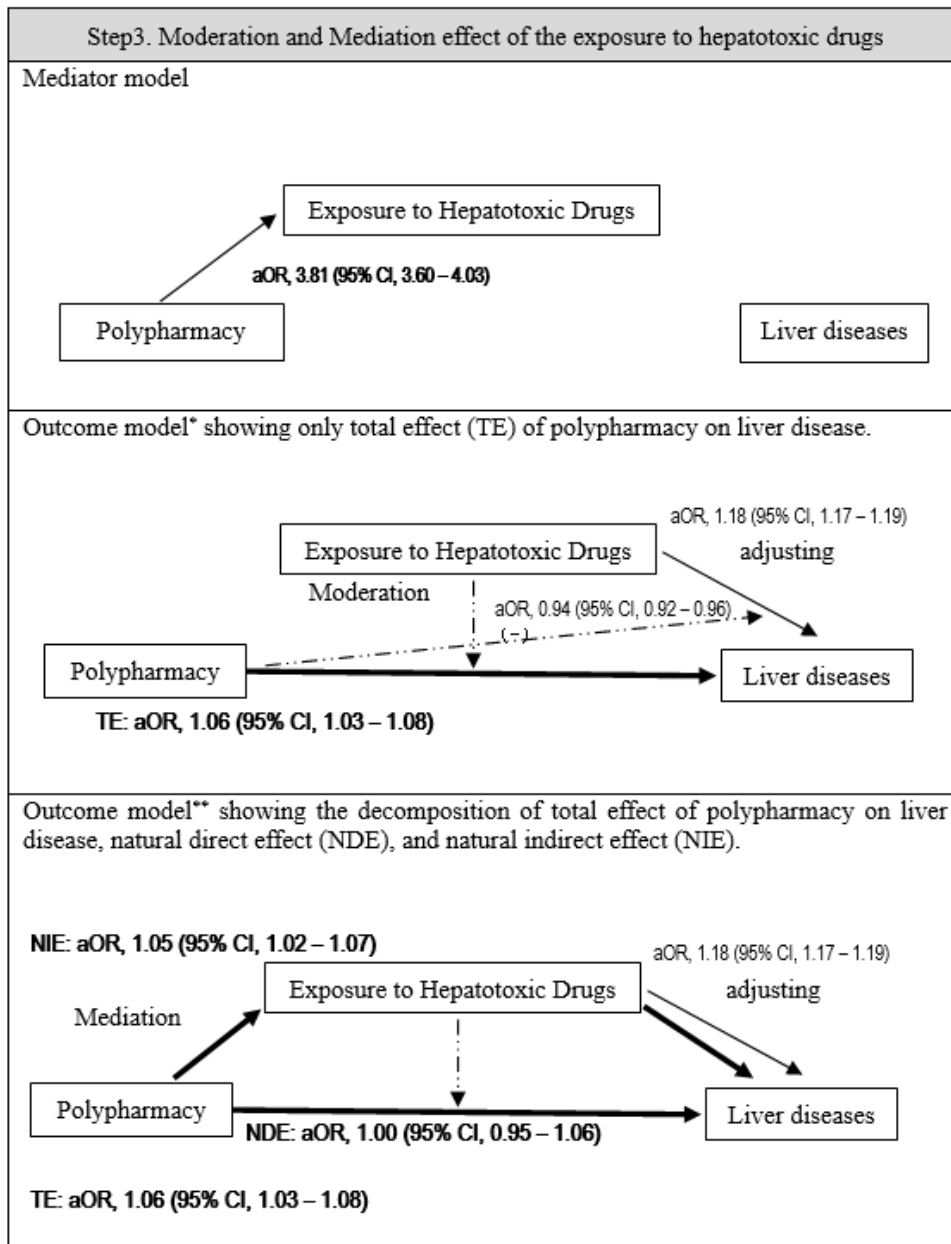 Step3. Moderation and Mediation effect of the exposure to hepatotoxic drugs
Mediator model
Exposure to Hepatotoxic Drugs
aOR, 3.81 (95% CI, 3.60 – 4.03)
Polypharmacy
Liver diseases
Outcome model* showing only total effect (TE) of polypharmacy on liver disease.
aOR, 1.18 (95% CI, 1.17 – 1.19)
Exposure to Hepatotoxic Drugs
adjusting
Moderation
aOR, 0.94 (95% CI, 0.92 – 0.96)
( – )
Polypharmacy
Liver diseases
TE: aOR, 1.06 (95% CI, 1.03 – 1.08)
Outcome model** showing the decomposition of total effect of polypharmacy on liver
disease, natural direct effect (NDE), and natural indirect effect (NIE).
NIE: aOR, 1.05 (95% CI, 1.02 – 1.07)
aOR, 1.18 (95% CI, 1.17 – 1.19)
Exposure to Hepatotoxic Drugs
adjusting
Mediation
Polypharmacy
Liver diseases
NDE: aOR, 1.00 (95% CI, 0.95 – 1.06)
TE: aOR, 1.06 (95% CI, 1.03 – 1.08)